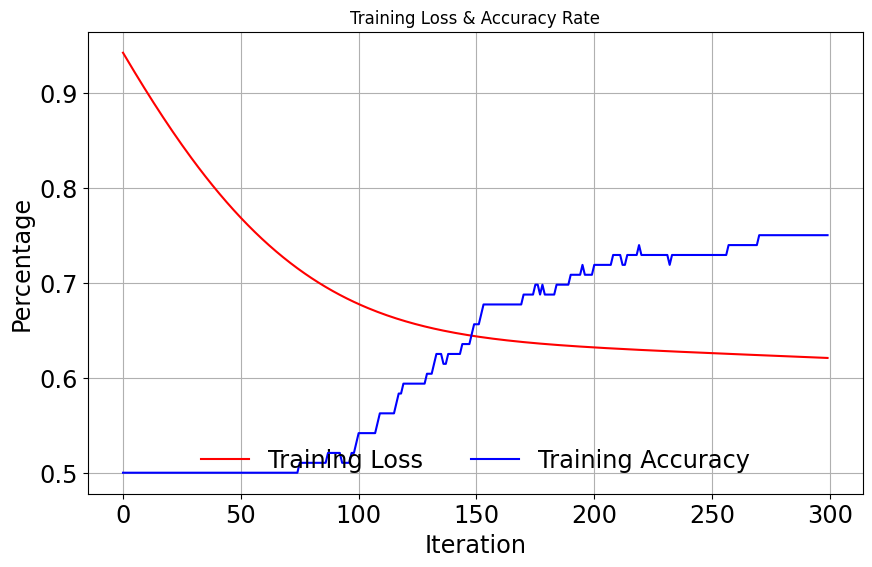 Training Loss & Accuracy Rate
Percentage
0.9
0.8
0.7
0.6
0.5
Training Loss
Training Accuracy
0
50
100
150
200
250
300
Iteration